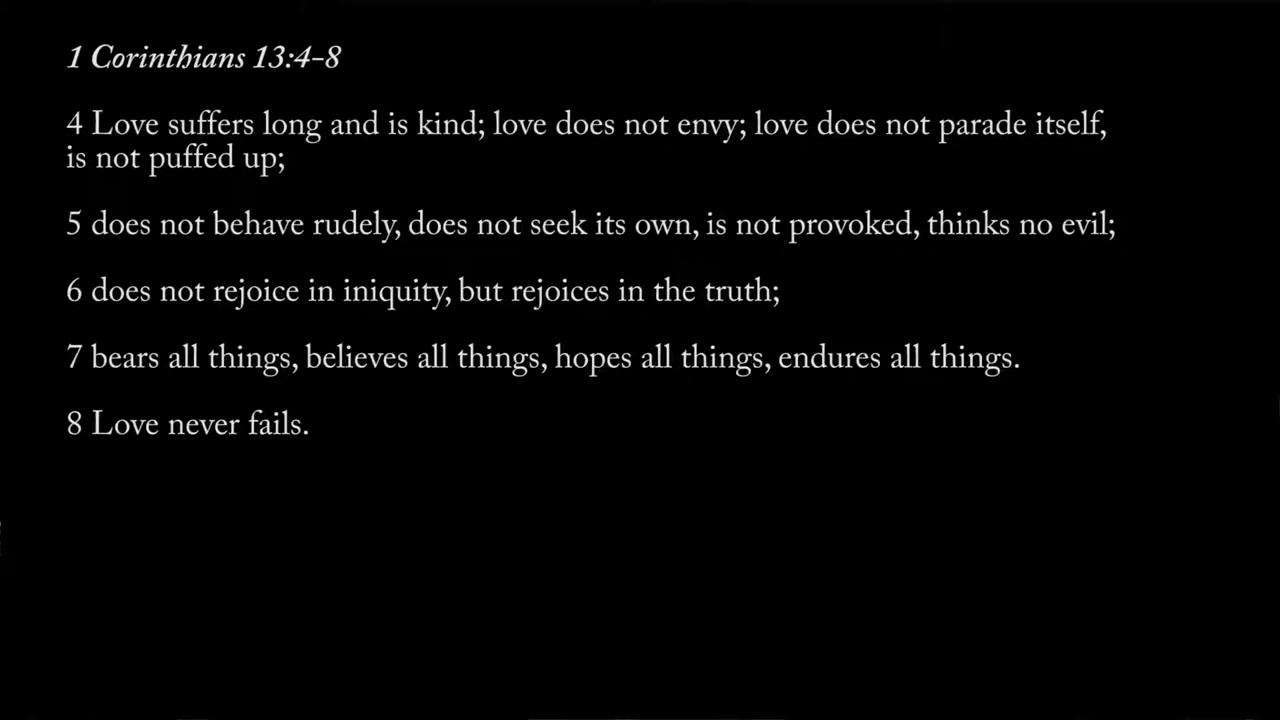 1 Corinthians 13:4-8
4 Love suffers long and is kind; love does not envy; love does not parade itself,
is not puffed up;
5 does not behave rudely, does not seek its own, is not provoked, thinks no evil;
6 does not rejoice in iniquity, but rejoices in the truth;
7 bears all things, believes all things, hopes all things, endures all things.
8 Love never fails.